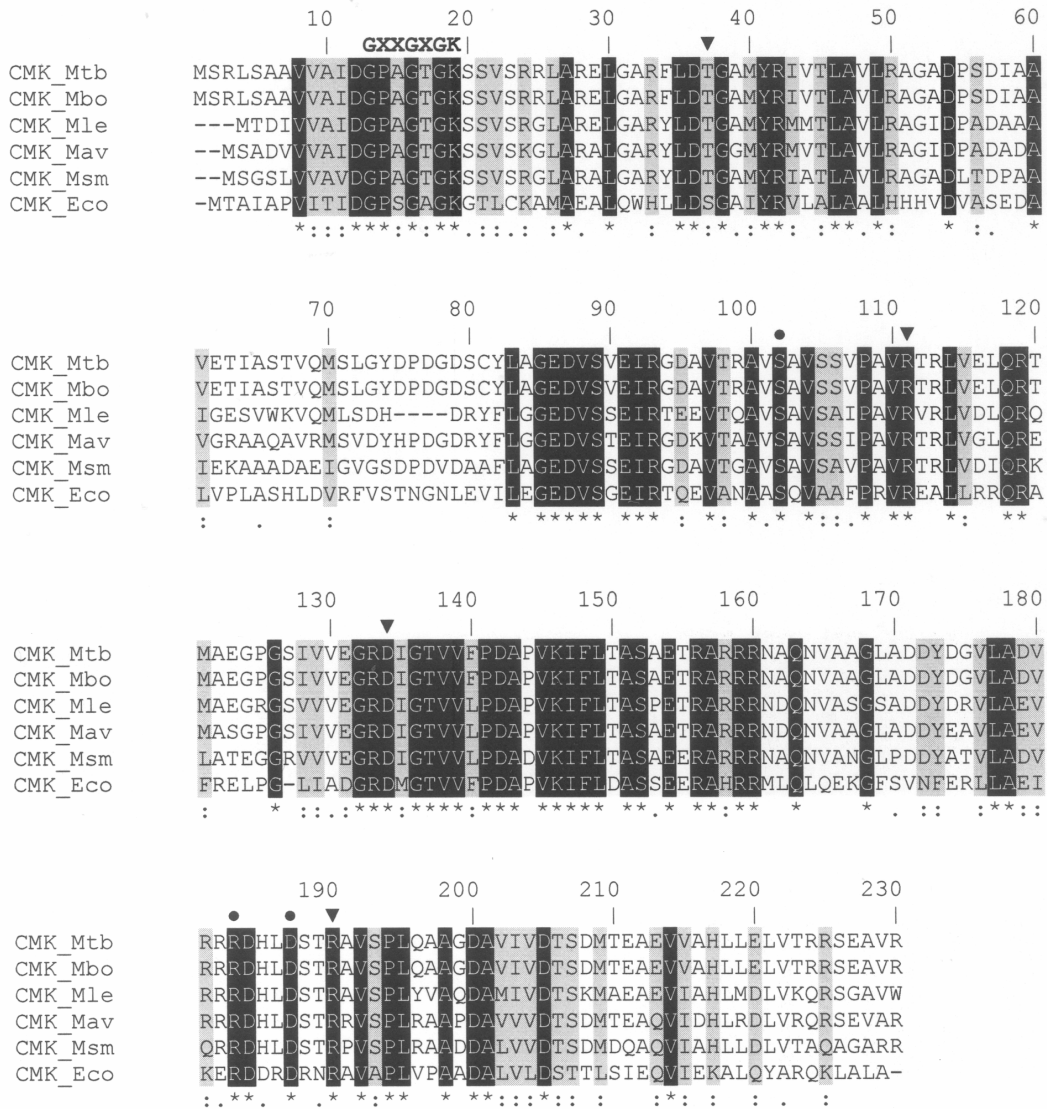 10 20 30 40 50 60
GXXGXGK ▼
CMK_Mtb MSRLSAAVVAIDGPAGTGKSSVSRRLARELGARFLDTGAMYRIVTLAVLRAGADPSDIAA
CMK_Mbo MSRLSAAVVAIDGPAGTGKSSVSRRLARELGARFLDTGAMYRIVTLAVLRAGADPSDIAA
CMK_Mle ---MTDIVVAIDGPAGTGKSSVSRGLARELGARYLDTGAMYRMMTLAVLRAGIDPADAAA
CMK_Mav --MSADVVVAIDGPAGTGKSSVSKGLARALGARYLDTGGMYRMVTLAVLRAGIDPADADA
CMK_Msm --MSGSLVVAVDGPAGTGKSSVSRGLARALGARYLDTGAMYRIATLAVLRAGADLTDPAA
CMK_Eco -MTAIAPVITIDGPSGAGKGTLCKAMAEALQWHLLDSGAIYRVLALAALHHHVDVASEDA
*:::***:*:**.::.: :*. *  : **:*:**: :**:*:   * :.  *
70 80 90 100 110 120
● ▼
CMK_Mtb VETIASTVQMSLGYDPDGDSCYLAGEDVSVEIRGDAVTRAVSAVSSVPAVRTRLVELQRT
CMK_Mbo VETIASTVQMSLGYDPDGDSCYLAGEDVSVEIRGDAVTRAVSAVSSVPAVRTRLVELQRT
CMK_Mle IGESVWKVQMLSDH----DRYFLGGEDVSSEIRTEEVTQAVSAVSAIPAVRVRLVDLQRQ
CMK_Mav VGRAAQAVRMSVDYHPDGDRYFLGGEDVSTEIRGDKVTAAVSAVSSIPAVRTRLVGLQRE
CMK_Msm IEKAAADAEIGVGSDPDVDAAFLAGEDVSSEIRGDAVTGAVSAVSAVPAVRTRLVDIQRK
CMK_Eco LVPLASHLDVRFVSTNGNLEVILEGEDVSGEIRTQEVANAASQVAAFPRVREALLRRQRA
:   .    :            * ***** *** : *: *.* *::.* **  *:  **
130 140 150 160 170 180
▼
CMK_Mtb MAEGPGSIVVEGRDIGTVVFPDAPVKIFLTASAETRARRRNAQNVAAGLADDYDGVLADV
CMK_Mbo MAEGPGSIVVEGRDIGTVVFPDAPVKIFLTASAETRARRRNAQNVAAGLADDYDGVLADV
CMK_Mle MAEGRGSVVVEGRDIGTVVLPDAPVKIFLTASPETRARRRNDQNVASGSADDYDRVLAEV
CMK_Mav MASGPGSIVVEGRDIGTVVLPDAPVKIFLTASAETRARRRNDQNVAAGLADDYEAVLAEV
CMK_Msm LATEGGRVVVEGRDIGTVVLPDADVKIFLTASAEERARRRNAQNVANGLPDDYATVLADV
CMK_Eco FRELPG-LIADGRDMGTVVFPDAPVKIFLDASSEERAHRRMLQLQEKGFSVNFERLLAEI
:    * ::.:***:****:*** **** **.* **:**  *    * . ::  :**::
190 200 210 220 230
● ● ▼
CMK_Mtb RRRDHLDSTRAVSPLQAAGDAVIVDTSDMTEAEVVAHLLELVTRRSEAVR
CMK_Mbo RRRDHLDSTRAVSPLQAAGDAVIVDTSDMTEAEVVAHLLELVTRRSEAVR
CMK_Mle RRRDHLDSTRAVSPLYVAQDAMIVDTSKMAEAEVIAHLMDLVKQRSGAVW
CMK_Mav RRRDHLDSTRRVSPLRAAPDAVVVDTSDMTEAQVIDHLRDLVRQRSEVAR
CMK_Msm QRRDHLDSTRPVSPLRAADDALVVDTSDMDQAQVIAHLLDLVTAQAGARR
CMK_Eco KERDDRDRNRAVAPLVPAADALVLDSTTLSIEQVIEKALQYARQKLALA-
:.**. * .* *:**  * **:::*:: :    *: :  : .  :